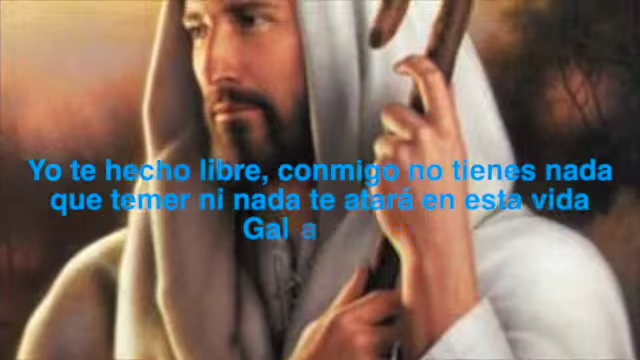 Yo te hecho libre, conmigo no tienes nada
que temer ni nada te atará en esta vida
Gal a